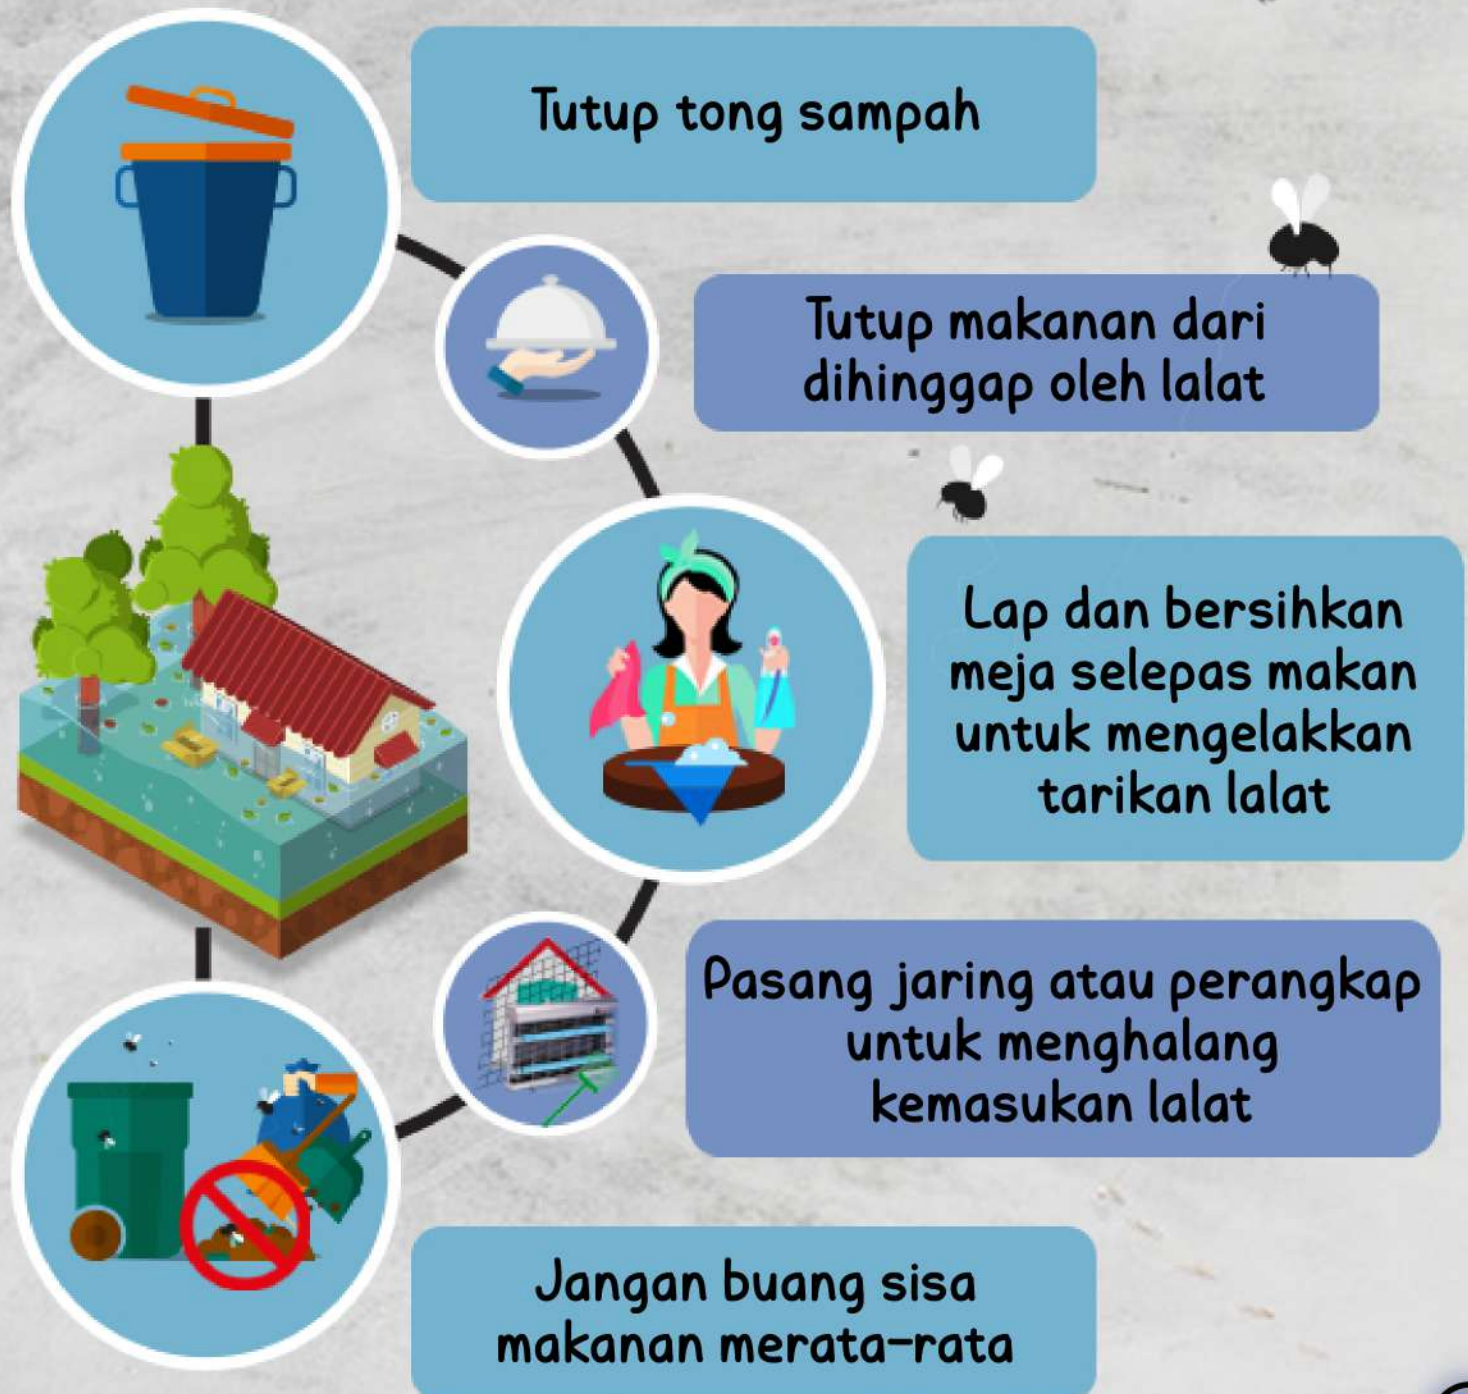 Tutup tong sampah
Tutup makanan dari
dihinggap oleh lalat
Lap dan bersihkan
meja selepas makan
untuk mengelakkan
tarikan lalat
Pasang jaring atau perangkap
untuk menghalang
kemasukan lalat
Jangan buang sisa
makanan merata-rata